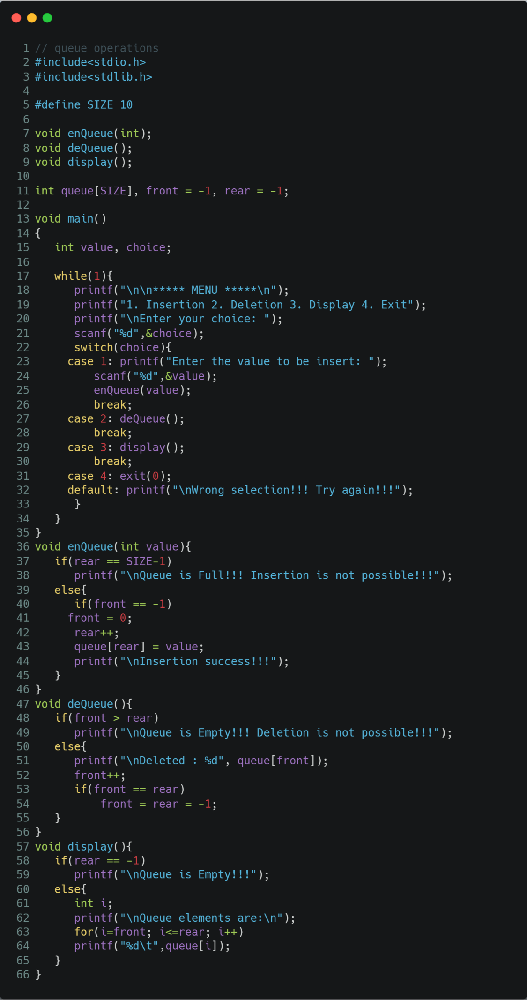 1 // queue operations
2 #include<stdio.h>
3 #include<stdlib.h>
4
5 #define SIZE 10
6
7 void enQueue(int);
8 void deQueue();
9 void display();
10
11 int queue[SIZE], front = -1, rear = -1;
12
13 void main()
14 {
15    int value, choice;
16
17    while(1){
18       printf("\n\n***** MENU *****\n");
19       printf("1. Insertion 2. Deletion 3. Display 4. Exit");
20       printf("\nEnter your choice: ");
21       scanf("%d",&choice);
22       switch(choice){
23      case 1: printf("Enter the value to be insert: ");
24          scanf("%d",&value);
25          enQueue(value);
26          break;
27      case 2: deQueue();
28          break;
29      case 3: display();
30          break;
31      case 4: exit(0);
32      default: printf("\nWrong selection!!! Try again!!!");
33       }
34    }
35 }
36 void enQueue(int value){
37    if(rear == SIZE-1)
38       printf("\nQueue is Full!!! Insertion is not possible!!!");
39    else{
40       if(front == -1)
41      front = 0;
42       rear++;
43       queue[rear] = value;
44       printf("\nInsertion success!!!");
45    }
46 }
47 void deQueue(){
48    if(front > rear)
49       printf("\nQueue is Empty!!! Deletion is not possible!!!");
50    else{
51       printf("\nDeleted : %d", queue[front]);
52       front++;
53       if(front == rear)
54           front = rear = -1;
55    }
56 }
57 void display(){
58    if(rear == -1)
59       printf("\nQueue is Empty!!!");
60    else{
61       int i;
62       printf("\nQueue elements are:\n");
63       for(i=front; i<=rear; i++)
64       printf("%d\t",queue[i]);
65    }
66 }